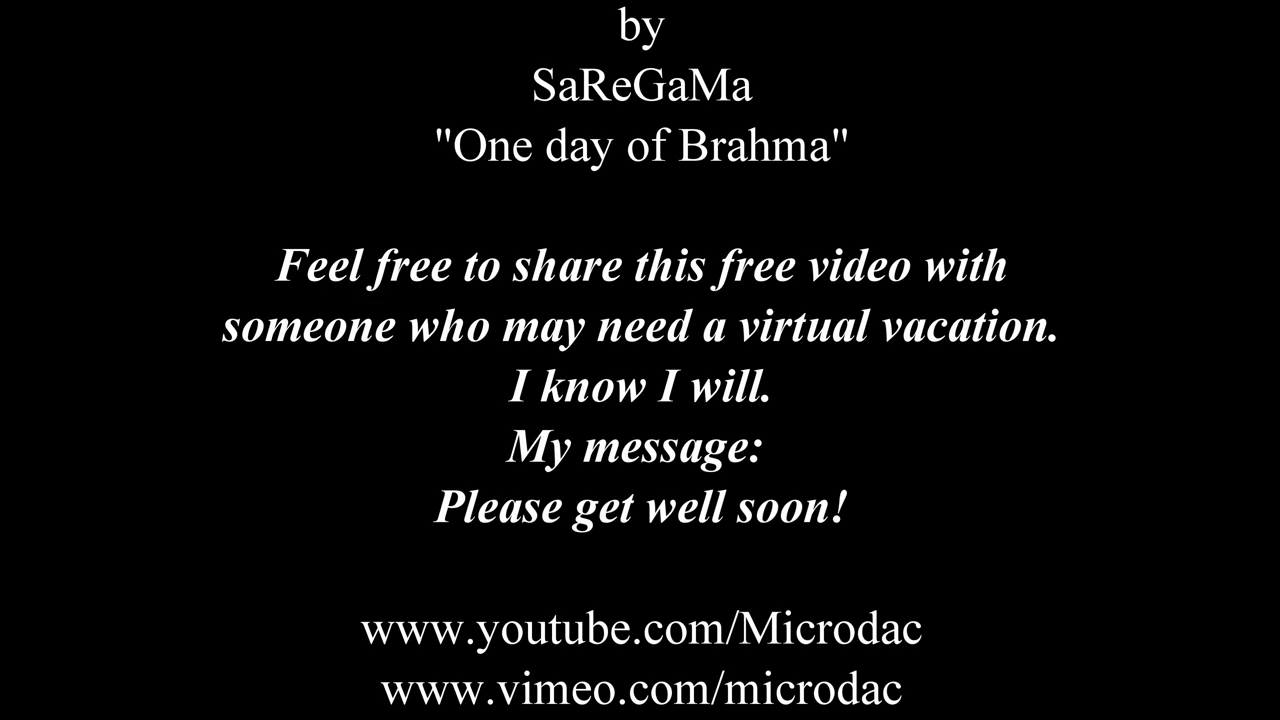 by
SaReGaMa
"One day of Brahma"
Feel free to share this free video with
someone who may need a virtual vacation.
I know I will.
My message:
Please get well soon!
www.youtube.com/Microdac
www.vimeo.com/microdac